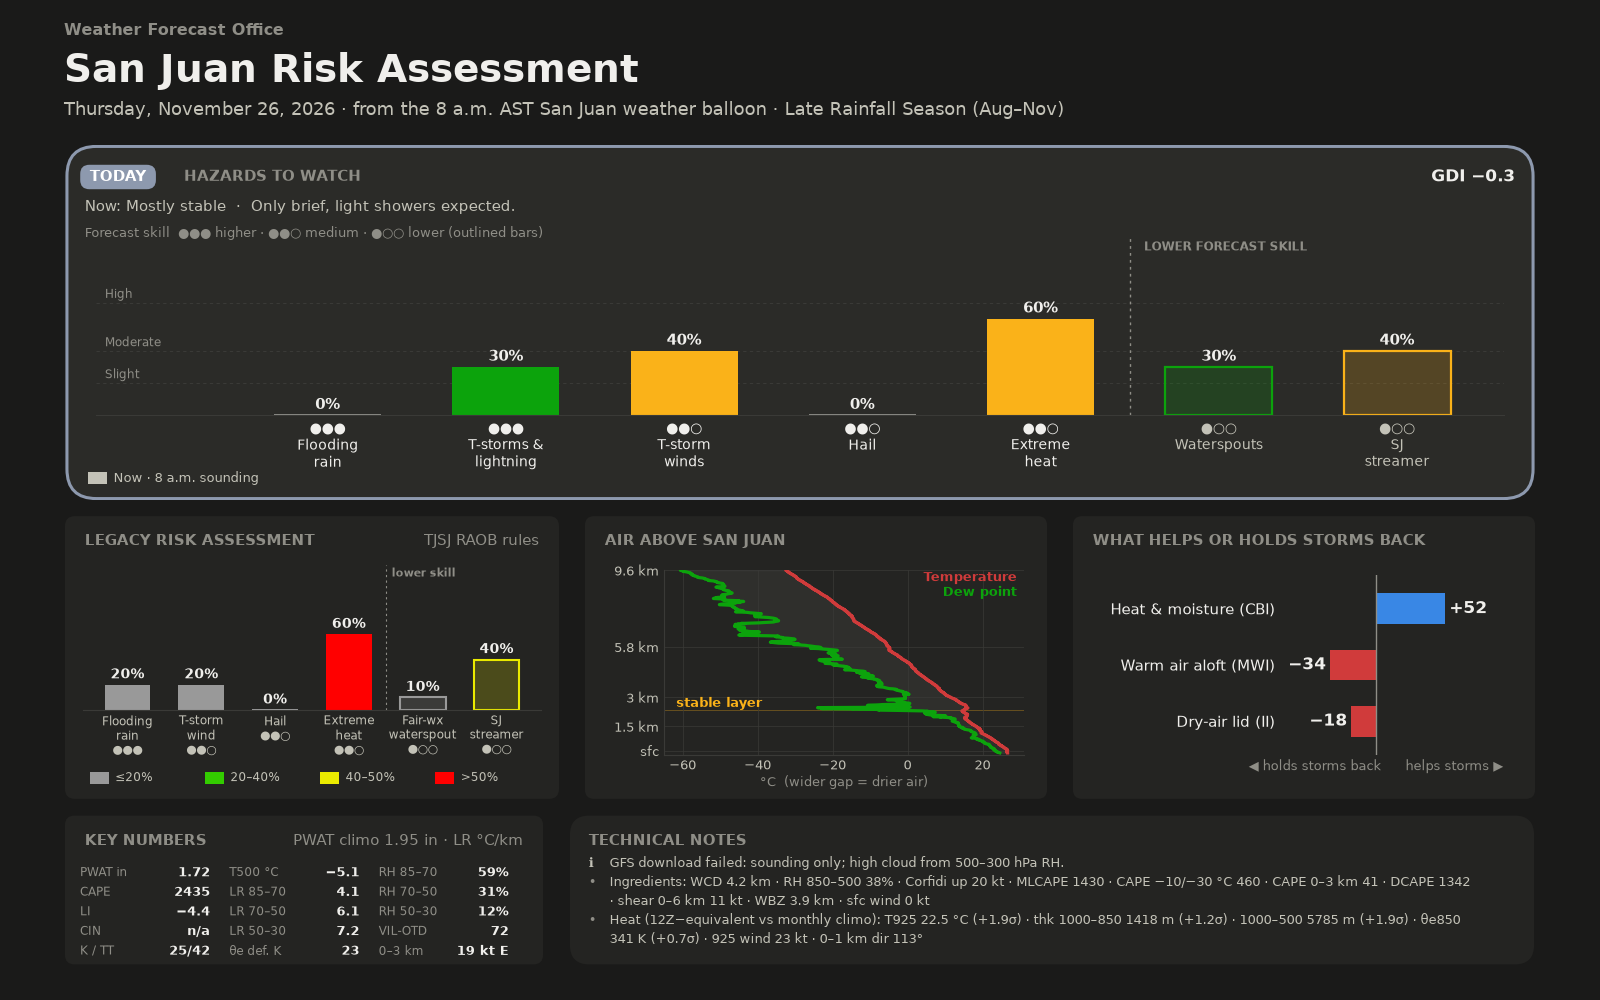 Weather Forecast Office
San Juan Risk Assessment
Thursday, November 26, 2026 · from the 8 a.m. AST San Juan weather balloon · Late Rainfall Season (Aug–Nov)
TODAY HAZARDS TO WATCH GDI −0.3
Now: Mostly stable · Only brief, light showers expected.
Forecast skill ●●● higher · ●●○ medium · ●○○ lower (outlined bars)
LOWER FORECAST SKILL
High
Moderate
Slight
0% 30% 40% 0% 60% 30% 40%
●●● ●●● ●●○ ●●○ ●●○ ●○○ ●○○
Flooding T-storms & T-storm Hail Extreme Waterspouts SJ
rain lightning winds heat streamer
Now · 8 a.m. sounding
LEGACY RISK ASSESSMENT TJSJ RAOB rules
lower skill
20% 20% 0% 60% 10% 40%
Flooding T-storm Hail Extreme Fair-wx SJ
rain wind ●●○ heat waterspout streamer
●●● ●●○ ●●○ ●○○ ●○○
≤20% 20–40% 40–50% >50%
AIR ABOVE SAN JUAN
9.6 km
5.8 km
3 km
1.5 km
sfc
Temperature
Dew point
stable layer
−60 −40 −20 0 20
°C (wider gap = drier air)
WHAT HELPS OR HOLDS STORMS BACK
Heat & moisture (CBI) +52
Warm air aloft (MWI) −34
Dry-air lid (II) −18
◀ holds storms back helps storms ▶
KEY NUMBERS PWAT climo 1.95 in · LR °C/km
PWAT in 1.72 T500 °C −5.1 RH 85–70 59%
CAPE 2435 LR 85–70 4.1 RH 70–50 31%
LI −4.4 LR 70–50 6.1 RH 50–30 12%
CIN n/a LR 50–30 7.2 VIL-OTD 72
K / TT 25/42 θe def. K 23 0–3 km 19 kt E
TECHNICAL NOTES
ℹ GFS download failed: sounding only; high cloud from 500–300 hPa RH.
• Ingredients: WCD 4.2 km · RH 850–500 38% · Corfidi up 20 kt · MLCAPE 1430 · CAPE −10/−30 °C 460 · CAPE 0–3 km 41 · DCAPE 1342
· shear 0–6 km 11 kt · WBZ 3.9 km · sfc wind 0 kt
• Heat (12Z−equivalent vs monthly climo): T925 22.5 °C (+1.9σ) · thk 1000–850 1418 m (+1.2σ) · 1000–500 5785 m (+1.9σ) · θe850
341 K (+0.7σ) · 925 wind 23 kt · 0–1 km dir 113°